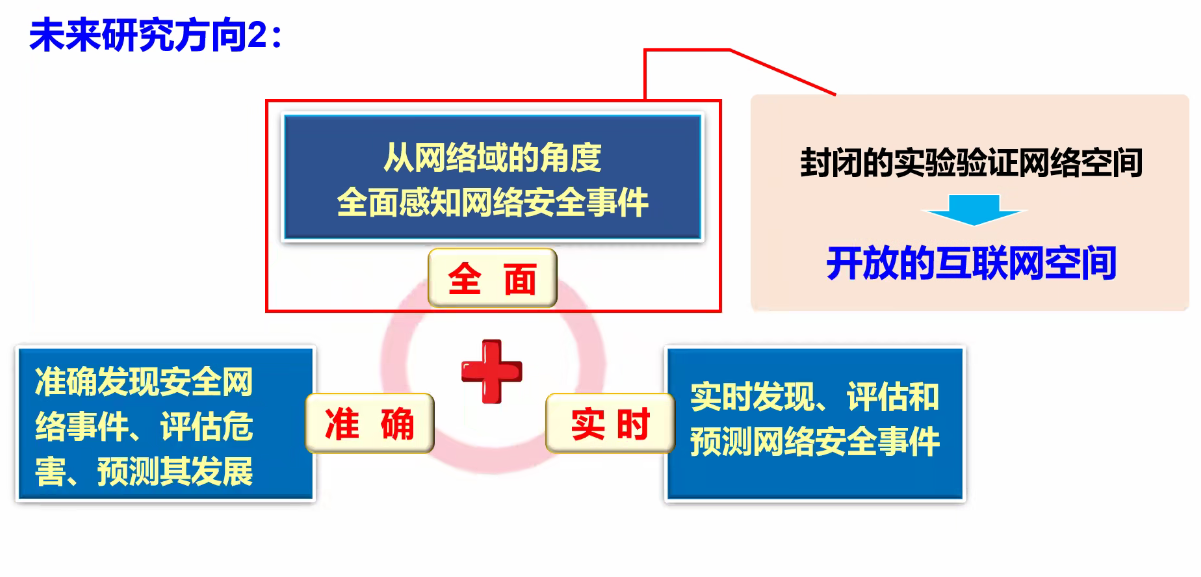 未来研究方向2：
从网络域的角度
全面感知网络安全事件
全 面
封闭的实验验证网络空间
开放的互联网空间
准确发现安全网
络事件、评估危
害、预测其发展
准 确
实 时
实时发现、评估和
预测网络安全事件